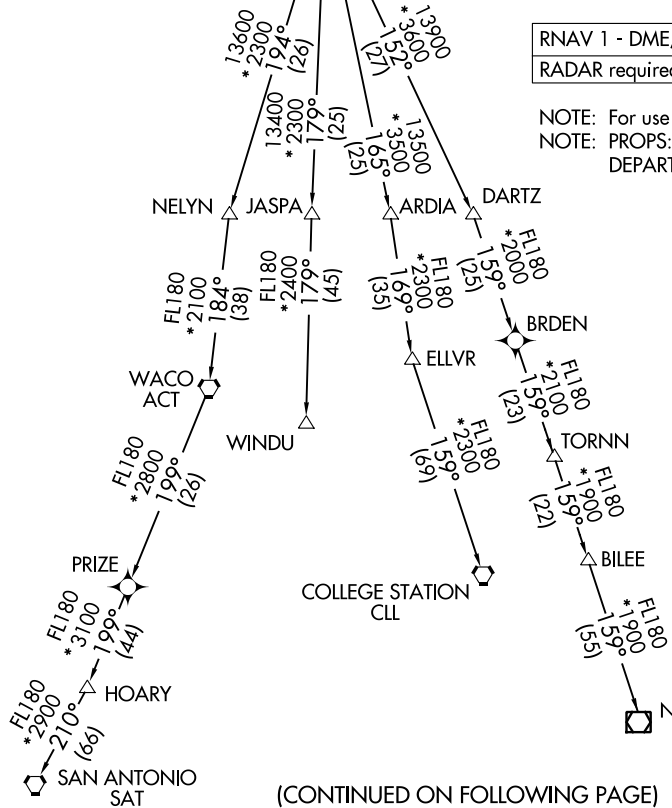 13600
*2300
194°
(26)
13400
*2300
179°
(25)
13500
*3500
165°
(25)
13900
*3600
152°
(27)
RNAV 1 - DME,
RADAR required
NOTE: For use
NOTE: PROPS:
DEPART
NELYN
JASPA
ARDIA
DARTZ
FL180
*2100
184°
(38)
FL180
*2400
179°
(45)
FL180
*2300
169°
(35)
FL180
*2000
159°
(25)
BRDEN
ELLVR
WACO
ACT
WINDU
FL180
*2100
159°
(23)
TORNN
FL180
*2800
199°
(26)
FL180
*2300
159°
(69)
FL180
*1900
159°
(22)
BILEE
PRIZE
COLLEGE STATION
CLL
FL180
*3100
199°
(44)
FL180
*1900
159°
(55)
HOARY
N
FL180
*2900
210°
(66)
SAN ANTONIO
SAT
(CONTINUED ON FOLLOWING PAGE)